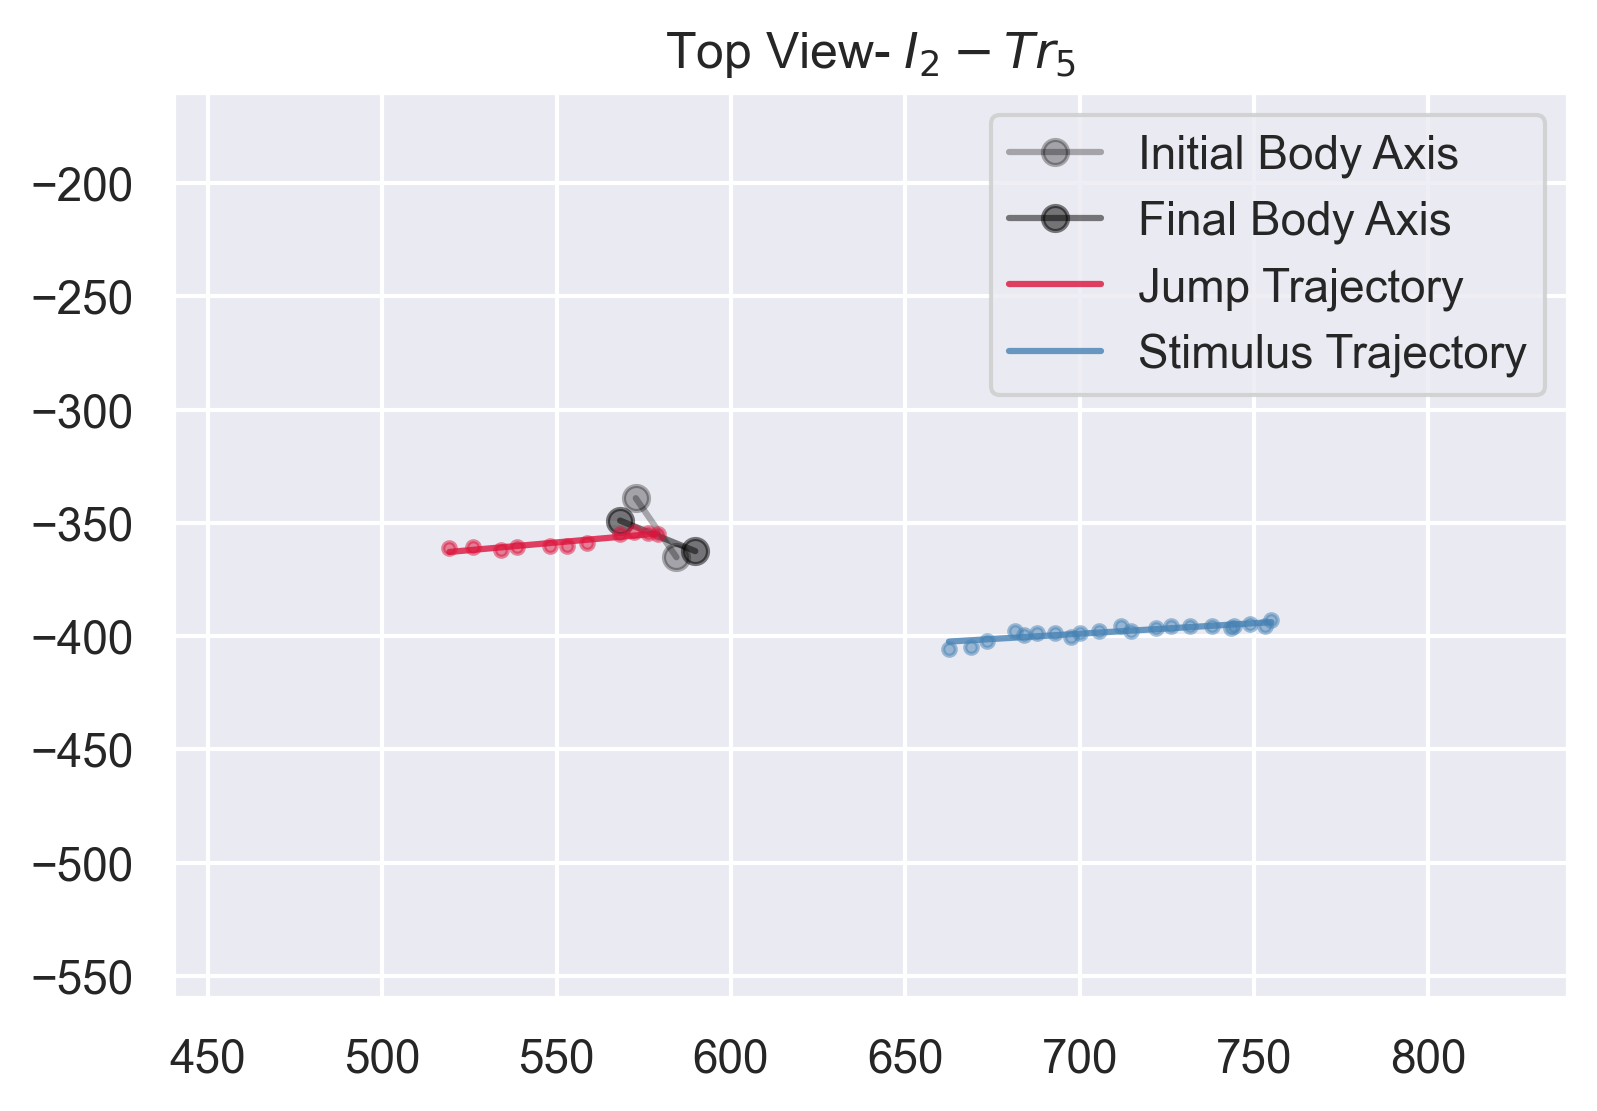 Top View- I₂ − Tr₅
Initial Body Axis
Final Body Axis
Jump Trajectory
Stimulus Trajectory
−200
−250
−300
−350
−400
−450
−500
−550
450 500 550 600 650 700 750 800